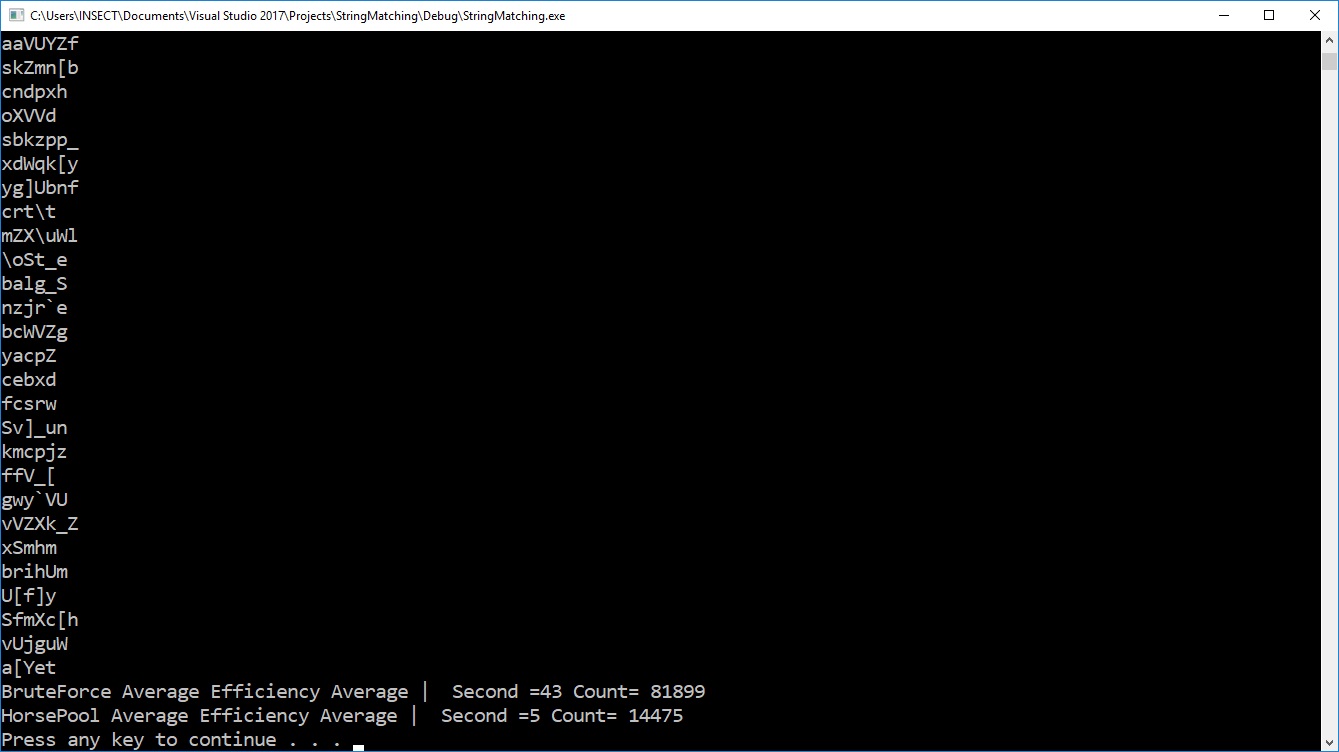 C:\Users\INSECT\Documents\Visual Studio 2017\Projects\StringMatching\Debug\StringMatching.exe
aaVUYZf
skZmn[b
cndpxh
oXVVd
sbkzpp_
xdWqk[y
yg]Ubnf
crt\t
mZX\uWl
\oSt_e
balg_S
nzjr`e
bcWVZg
yacpZ
cebxd
fcsrw
Sv]_un
kmcpjz
ffV_[
gwy`VU
vVZXk_Z
xSmhm
brihUm
U[f]y
SfmXc[h
vUjguW
a[Yet
BruteForce Average Efficiency Average |  Second =43 Count= 81899
HorsePool Average Efficiency Average |  Second =5 Count= 14475
Press any key to continue . . .